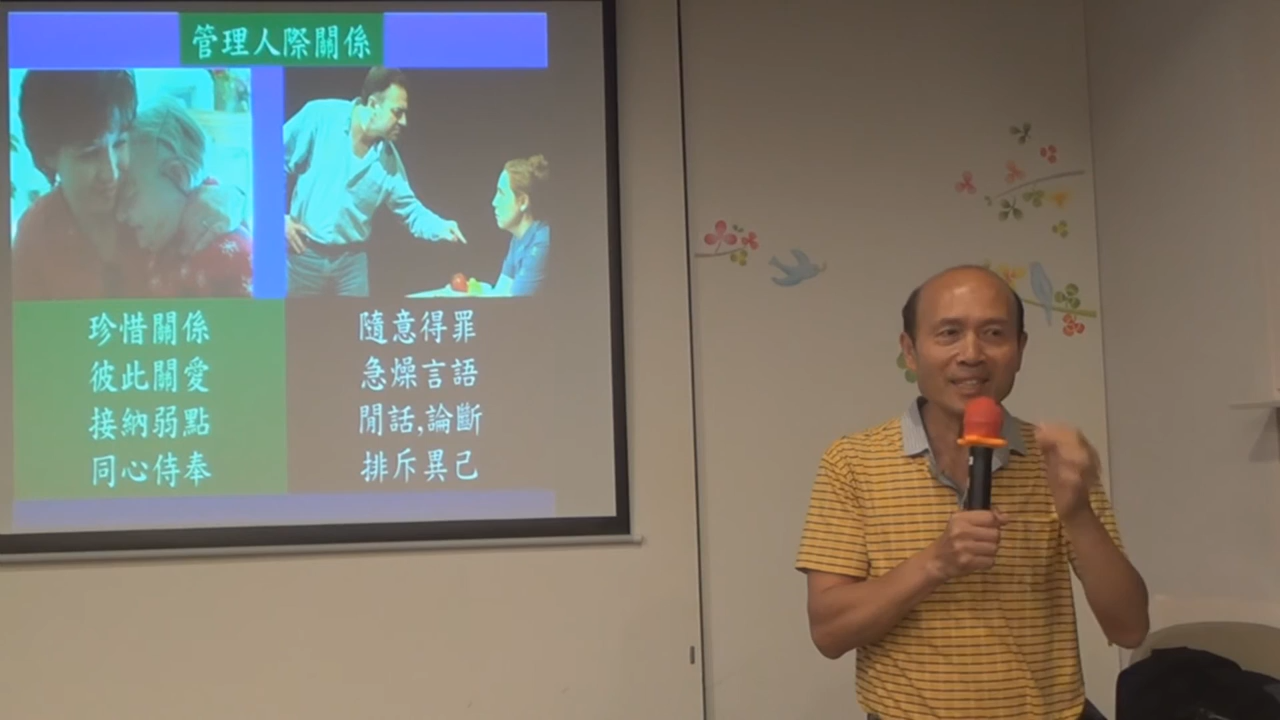 管理人際關係
珍惜關係
彼此關愛
接納弱點
同心侍奉
隨意得罪
急燥言語
閒話,論斷
排斥異己